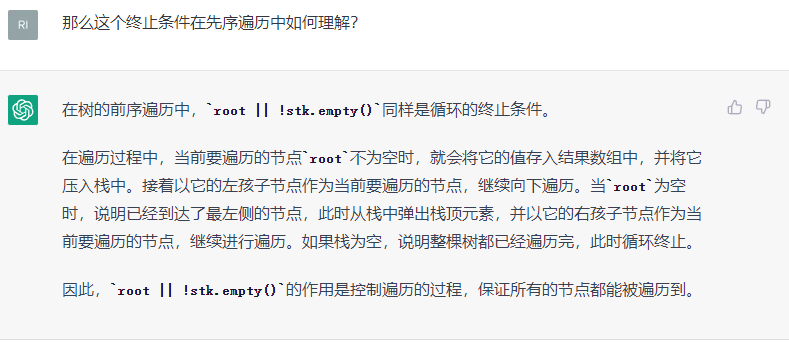 RI
那么这个终止条件在先序遍历中如何理解？
在树的前序遍历中，`root || !stk.empty()`同样是循环的终止条件。
在遍历过程中，当前要遍历的节点`root`不为空时，就会将它的值存入结果数组中，并将它
压入栈中。接着以它的左孩子节点作为当前要遍历的节点，继续向下遍历。当`root`为空
时，说明已经到达了最左侧的节点，此时从栈中弹出栈顶元素，并以它的右孩子节点作为当
前要遍历的节点，继续进行遍历。如果栈为空，说明整棵树都已经遍历完，此时循环终止。
因此，`root || !stk.empty()`的作用是控制遍历的过程，保证所有的节点都能被遍历到。